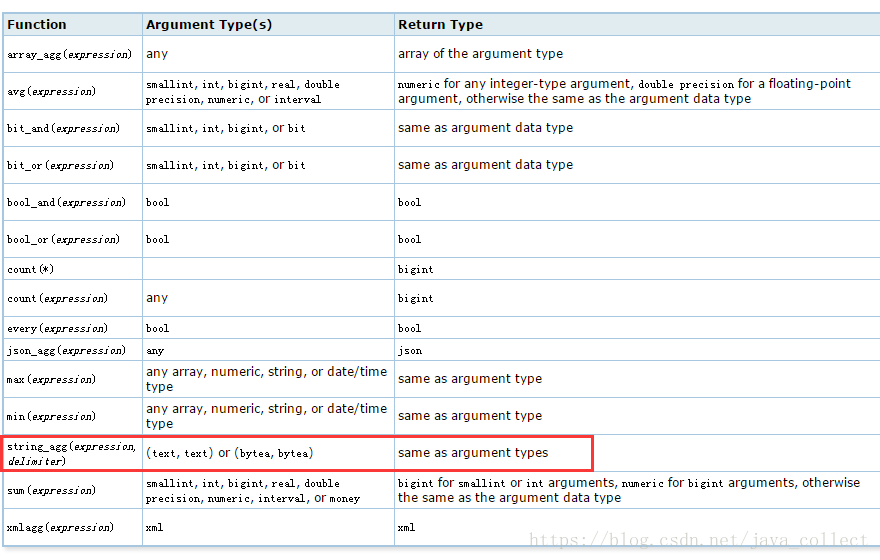 Function Argument Type(s) Return Type
array_agg(expression) any array of the argument type
avg(expression) smallint, int, bigint, real, double precision, numeric, or interval numeric for any integer-type argument, double precision for a floating-point argument, otherwise the same as the argument data type
bit_and(expression) smallint, int, bigint, or bit same as argument data type
bit_or(expression) smallint, int, bigint, or bit same as argument data type
bool_and(expression) bool bool
bool_or(expression) bool bool
count(*) bigint
count(expression) any bigint
every(expression) bool bool
json_agg(expression) any json
max(expression) any array, numeric, string, or date/time type same as argument type
min(expression) any array, numeric, string, or date/time type same as argument type
string_agg(expression, delimiter) (text, text) or (bytea, bytea) same as argument types
sum(expression) smallint, int, bigint, real, double precision, numeric, interval, or money bigint for smallint or int arguments, numeric for bigint arguments, otherwise the same as the argument data type
xmlagg(expression) xml xml
https://blog.csdn.net/java_collect